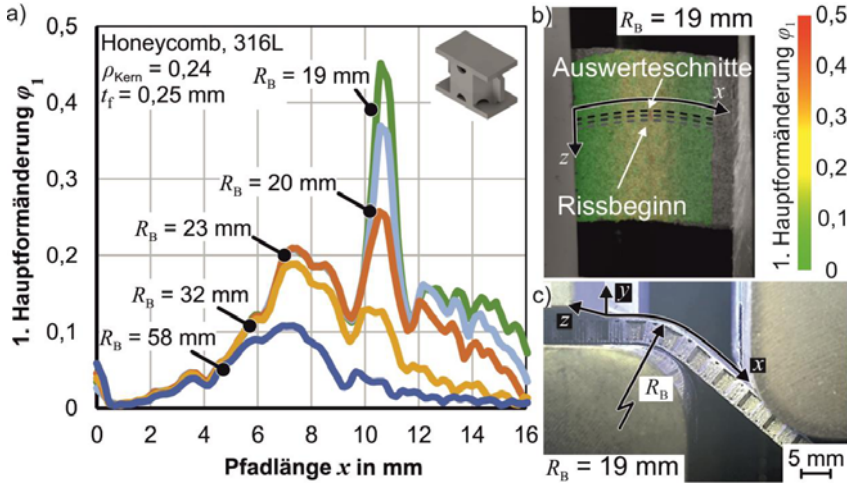 a)
0,5
0,4
0,3
0,2
0,1
0
1. Hauptformänderung φ₁
Honeycomb, 316L
ρKern = 0,24
tf = 0,25 mm
RB = 19 mm
RB = 20 mm
RB = 23 mm
RB = 32 mm
RB = 58 mm
0 2 4 6 8 10 12 14 16
Pfadlänge x in mm
b)
RB = 19 mm
Auswerteschnitte
x
z
Rissbeginn
0,5
0,4
0,3
0,2
0,1
0
1. Hauptformänderung φ₁
c)
y
z
x
RB
RB = 19 mm
5 mm